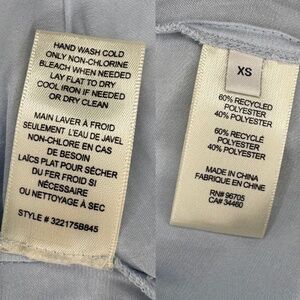 HAND WASH COLD
ONLY NON-CHLORINE
BLEACH WHEN NEEDED
LAY FLAT TO DRY
COOL IRON IF NEEDED
OR DRY CLEAN
MAIN LAVER À FROID
SEULEMENT L'EAU DE JAVEL
NON-CHLORE EN CAS
DE BESOIN
LAÏCS PLAT POUR SÉCHER
DU FER FROID SI
NÉCESSAIRE
OU NETTOYAGE À SEC
STYLE # 322175B845
XS
60% RECYCLED
POLYESTER
40% POLYESTER
60% RECYCLÉ
POLYESTER
40% POLYESTER
MADE IN CHINA
FABRIQUE EN CHINE
RN# 96705
CA# 34460